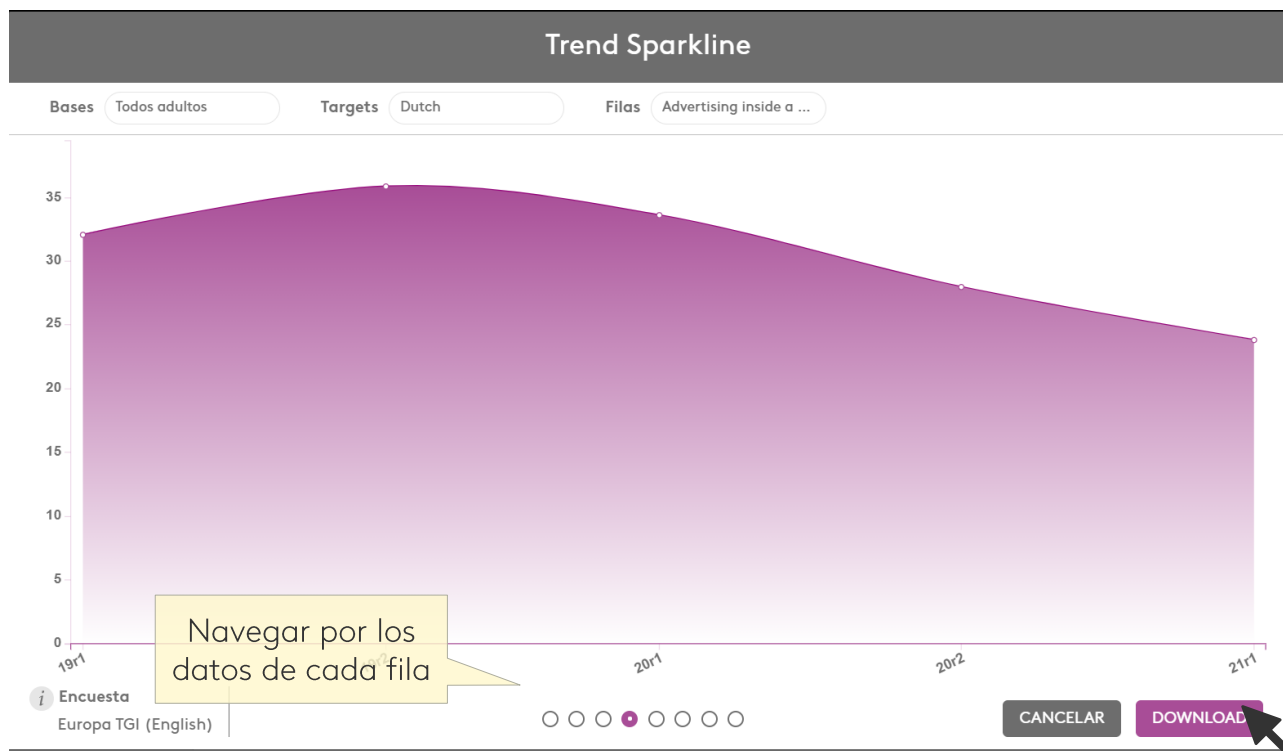 Trend Sparkline
Bases Todos adultos Targets Dutch Filas Advertising inside a ...
35
30
25
20
15
10
5
0
19r1 20r1 20r2 21r1
Navegar por los
datos de cada fila
i Encuesta
Europa TGI (English)
CANCELAR DOWNLOAD